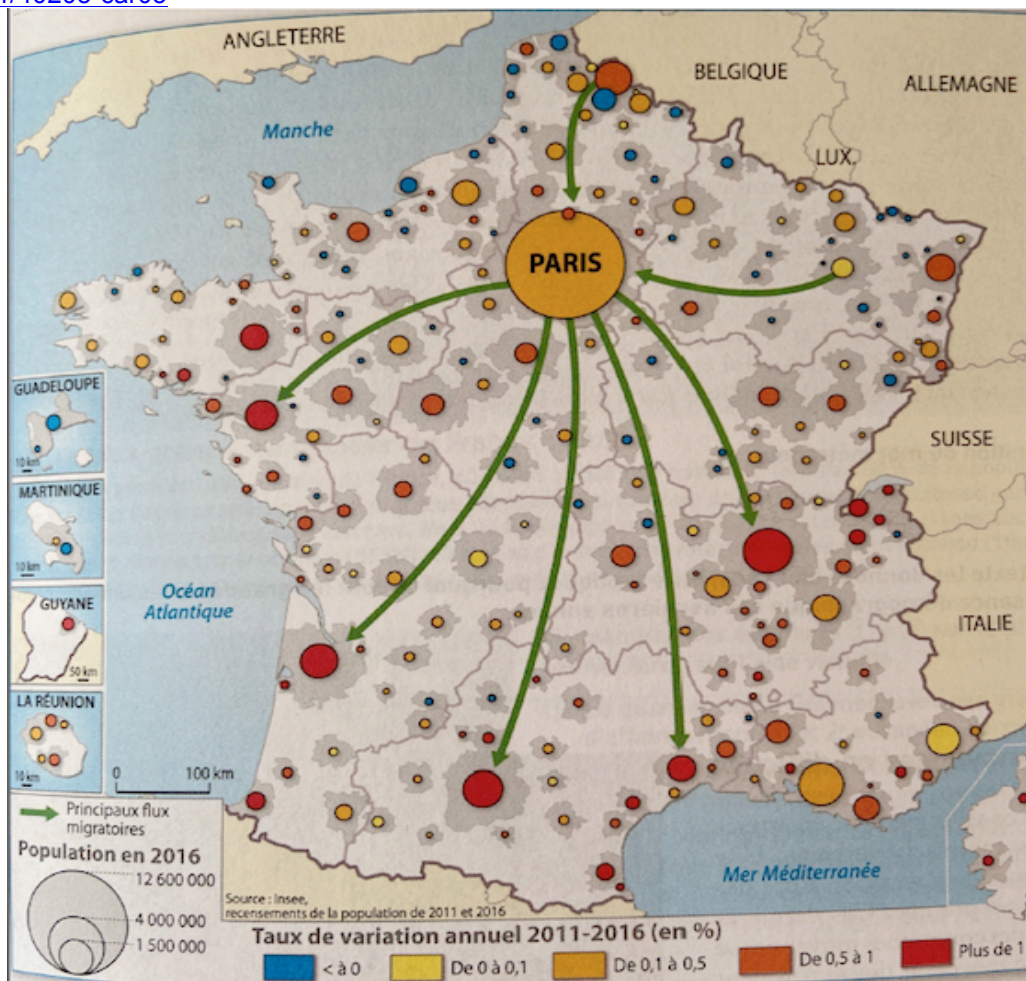 ANGLETERRE
BELGIQUE
ALLEMAGNE
Manche
LUX.
PARIS
GUADELOUPE
10 km
SUISSE
MARTINIQUE
10 km
Océan
Atlantique
GUYANE
50 km
ITALIE
LA RÉUNION
10 km
0 100 km
Principaux flux
migratoires
Population en 2016
12 600 000
4 000 000
1 500 000
Mer Méditerranée
Source : Insee,
recensements de la population de 2011 et 2016
Taux de variation annuel 2011-2016 (en %)
< à 0
De 0 à 0,1
De 0,1 à 0,5
De 0,5 à 1
Plus de 1